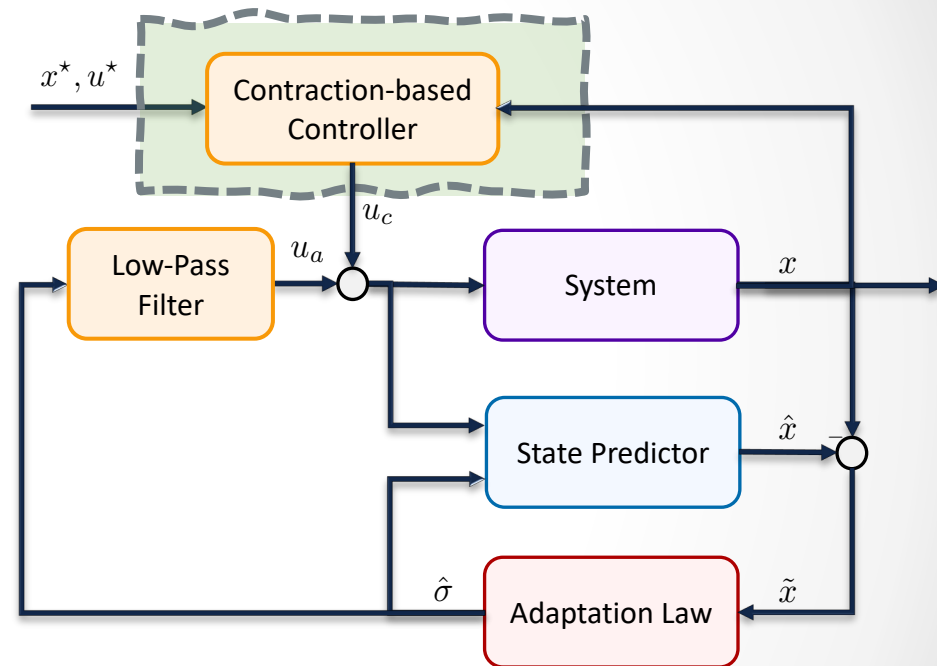 x⋆, u⋆
Contraction-based
Controller
u_c
Low-Pass
Filter
u_a
System
x
State Predictor
x̂
−
σ̂
Adaptation Law
x̃